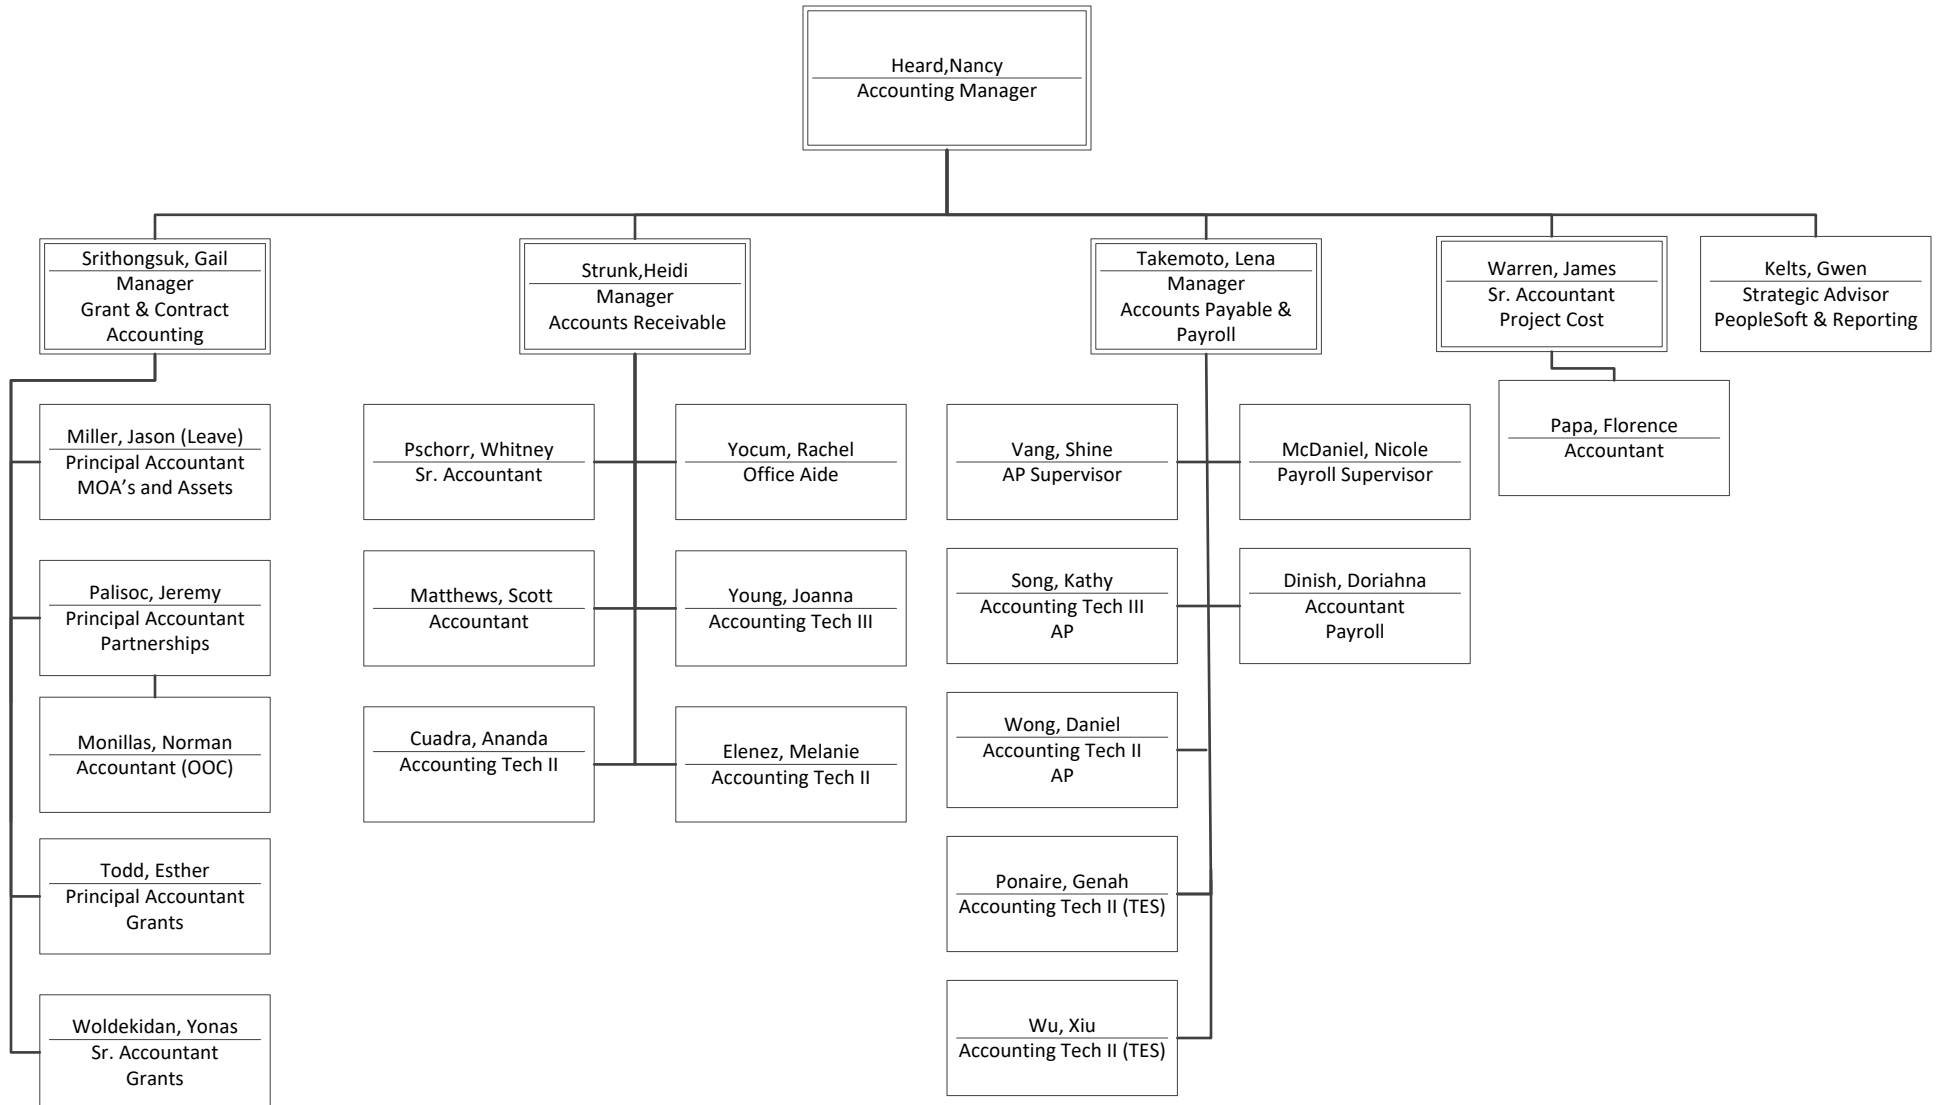 Heard,Nancy
Accounting Manager
Srithongsuk, Gail
Manager
Grant & Contract
Accounting
Strunk,Heidi
Manager
Accounts Receivable
Takemoto, Lena
Manager
Accounts Payable &
Payroll
Warren, James
Sr. Accountant
Project Cost
Kelts, Gwen
Strategic Advisor
PeopleSoft & Reporting
Miller, Jason (Leave)
Principal Accountant
MOA’s and Assets
Palisoc, Jeremy
Principal Accountant
Partnerships
Monillas, Norman
Accountant (OOC)
Todd, Esther
Principal Accountant
Grants
Woldekidan, Yonas
Sr. Accountant
Grants
Pschorr, Whitney
Sr. Accountant
Yocum, Rachel
Office Aide
Matthews, Scott
Accountant
Young, Joanna
Accounting Tech III
Cuadra, Ananda
Accounting Tech II
Elenez, Melanie
Accounting Tech II
Vang, Shine
AP Supervisor
McDaniel, Nicole
Payroll Supervisor
Song, Kathy
Accounting Tech III
AP
Dinish, Doriahna
Accountant
Payroll
Wong, Daniel
Accounting Tech II
AP
Ponaire, Genah
Accounting Tech II (TES)
Wu, Xiu
Accounting Tech II (TES)
Papa, Florence
Accountant